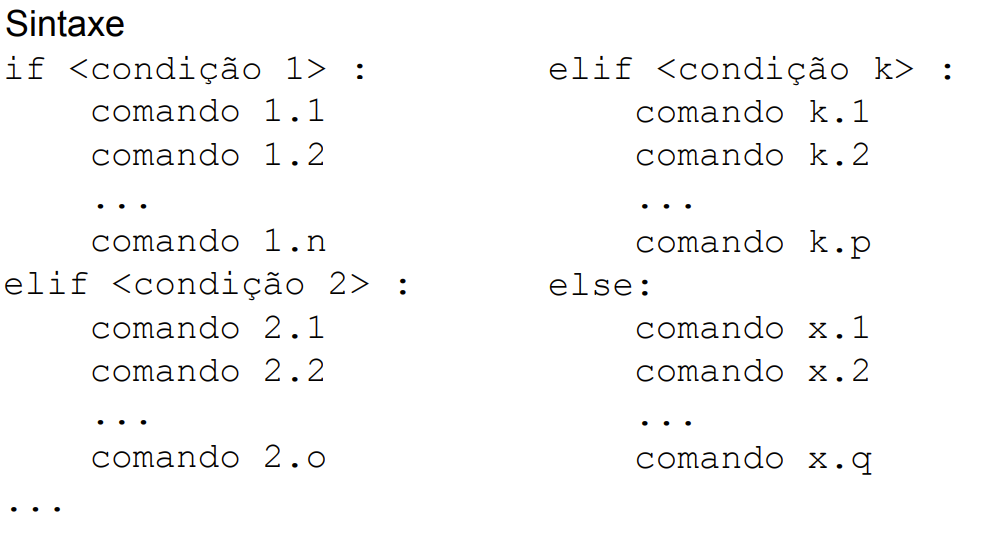 Sintaxe
if <condição 1> :
    comando 1.1
    comando 1.2
    ...
    comando 1.n
elif <condição 2> :
    comando 2.1
    comando 2.2
    ...
    comando 2.o
...
elif <condição k> :
    comando k.1
    comando k.2
    ...
    comando k.p
else:
    comando x.1
    comando x.2
    ...
    comando x.q